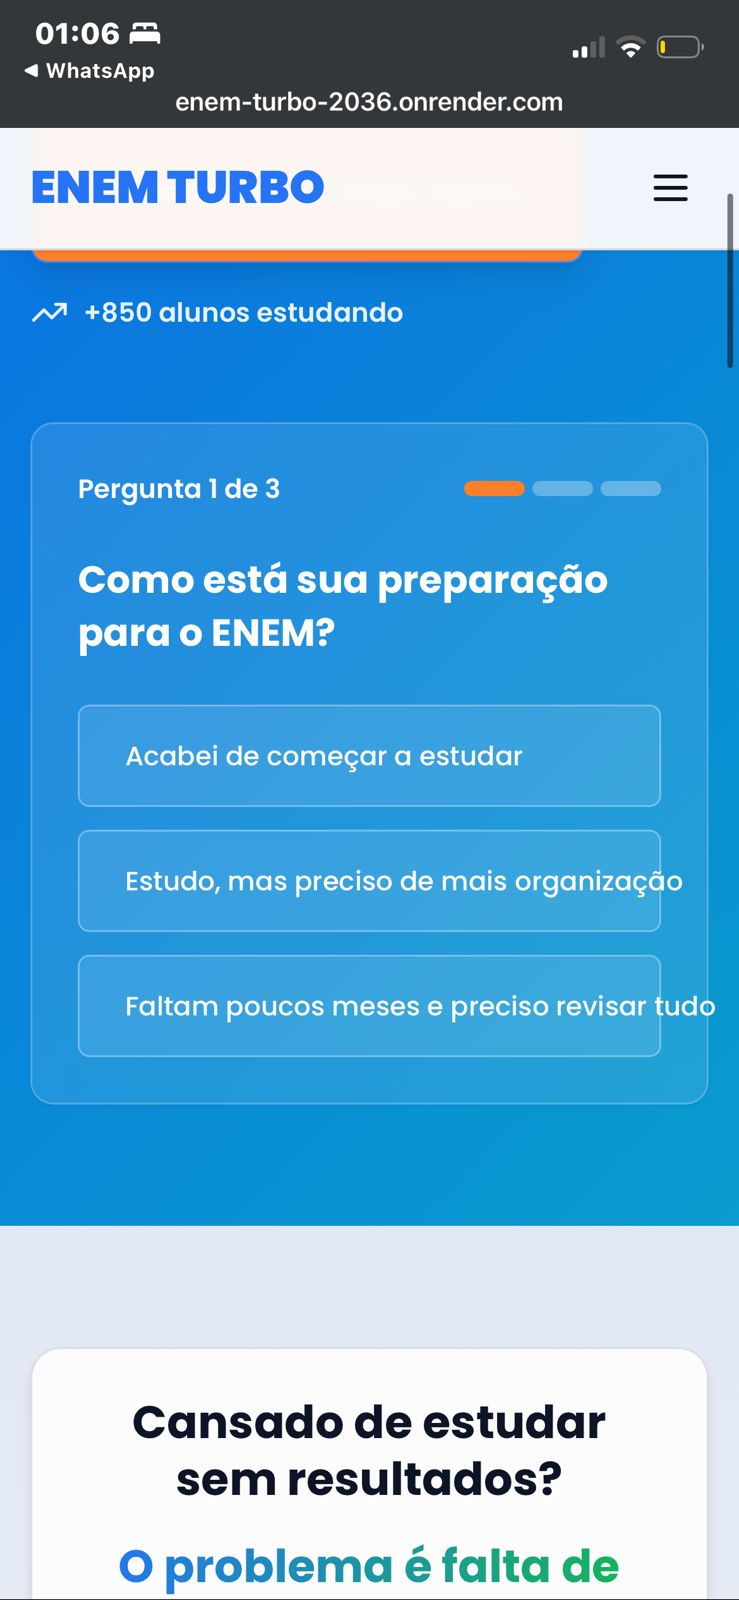 01:06
WhatsApp
enem-turbo-2036.onrender.com
ENEM TURBO
+850 alunos estudando
Pergunta 1 de 3
Como está sua preparação
para o ENEM?
Acabei de começar a estudar
Estudo, mas preciso de mais organização
Faltam poucos meses e preciso revisar tudo
Cansado de estudar
sem resultados?
O problema é falta de